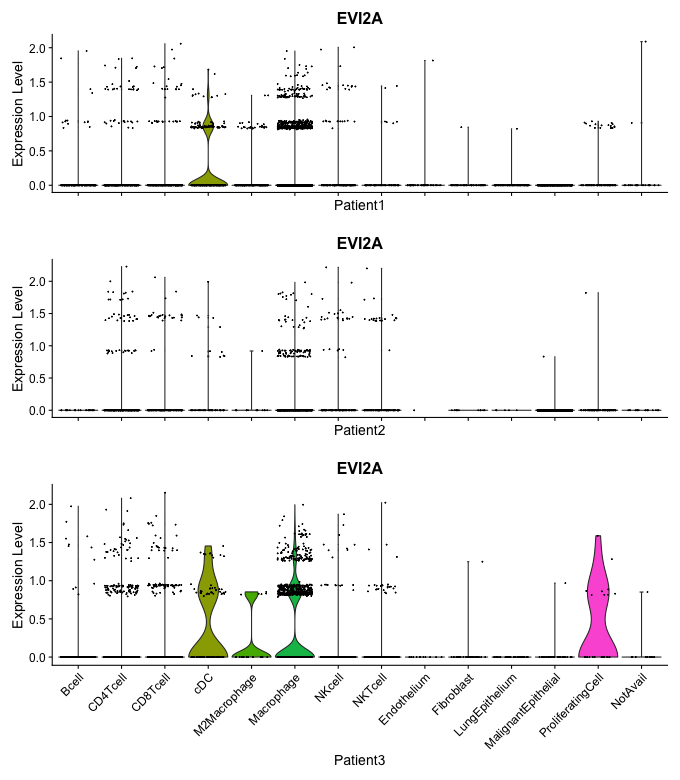 EVI2A
Expression Level
2.0
1.5
1.0
0.5
0.0
Patient1
EVI2A
Expression Level
2.0
1.5
1.0
0.5
0.0
Patient2
EVI2A
Expression Level
2.0
1.5
1.0
0.5
0.0
Bcell
CD4Tcell
CD8Tcell
cDC
M2Macrophage
Macrophage
NKcell
NKTcell
Endothelium
Fibroblast
LungEpithelium
MalignantEpithelial
ProliferatingCell
NotAvail
Patient3